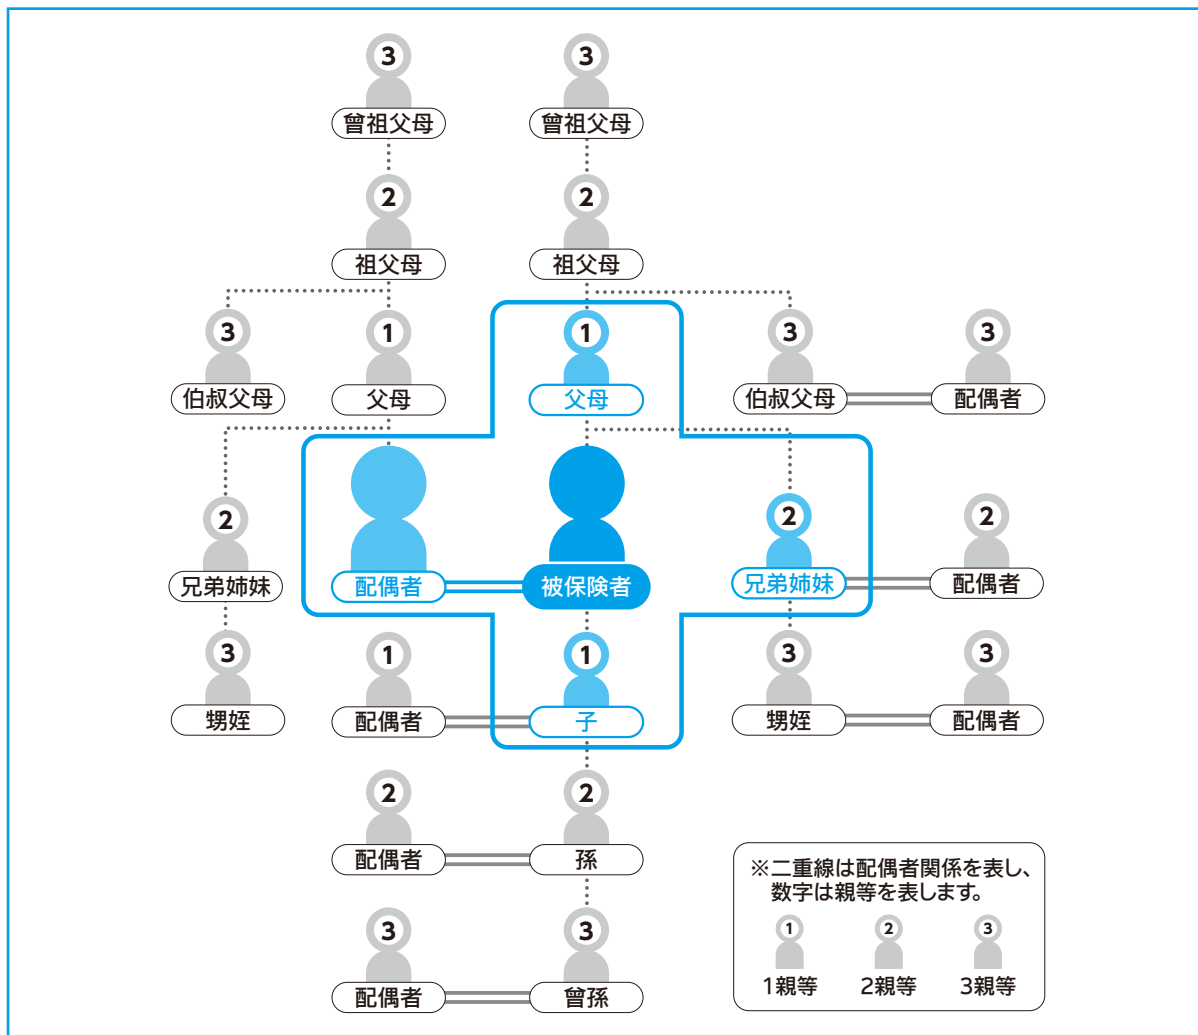 3 3
曾祖父母 曾祖父母
2 2
祖父母 祖父母
3 1 1 3 3
伯叔父母 父母 父母 伯叔父母 配偶者
2 2 2
兄弟姉妹 配偶者 被保険者 兄弟姉妹 配偶者
3 1 1 3 3
甥姪 配偶者 子 甥姪 配偶者
2 2
配偶者 孫
3 3
配偶者 曾孫
※二重線は配偶者関係を表し、
数字は親等を表します。
1 2 3
1親等 2親等 3親等